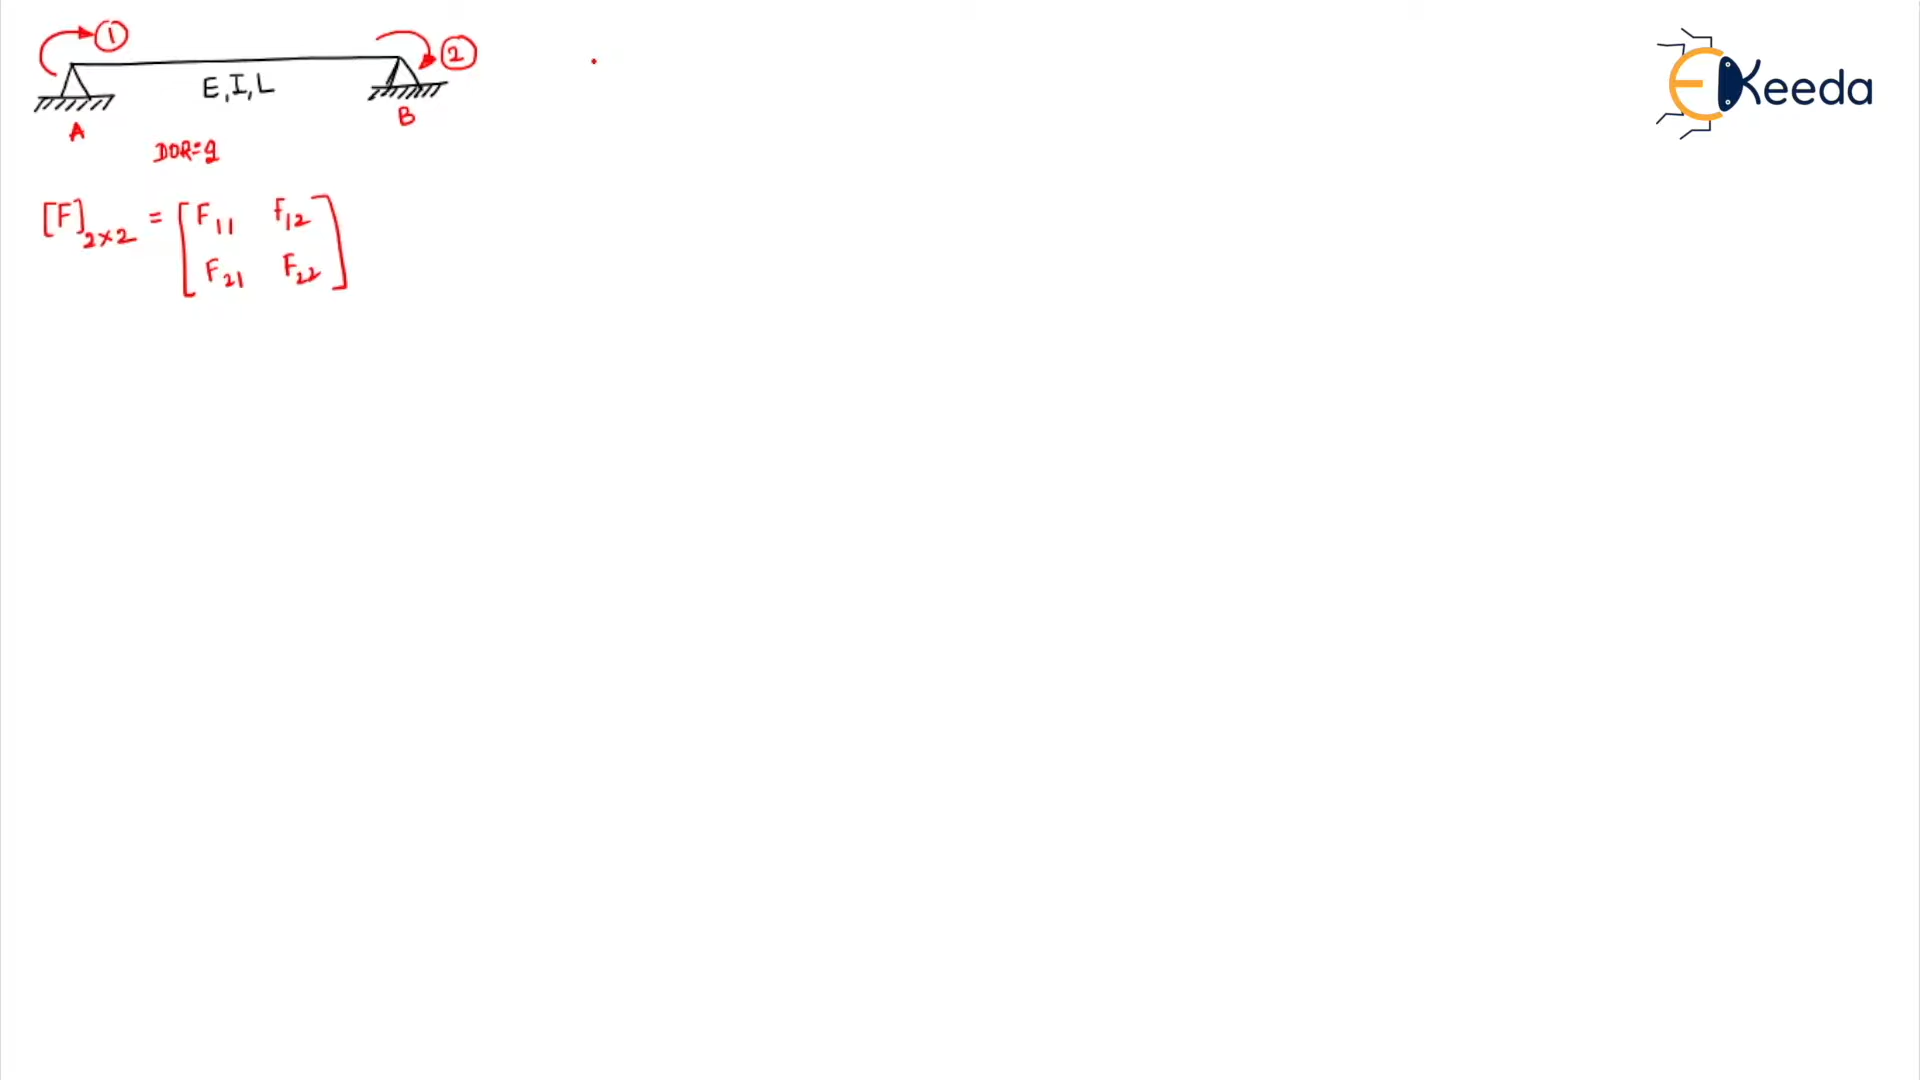 ① ②
E, I, L
A B
DOR=2
[F]2×2 = [F11 F12
F21 F22]
EKeeda